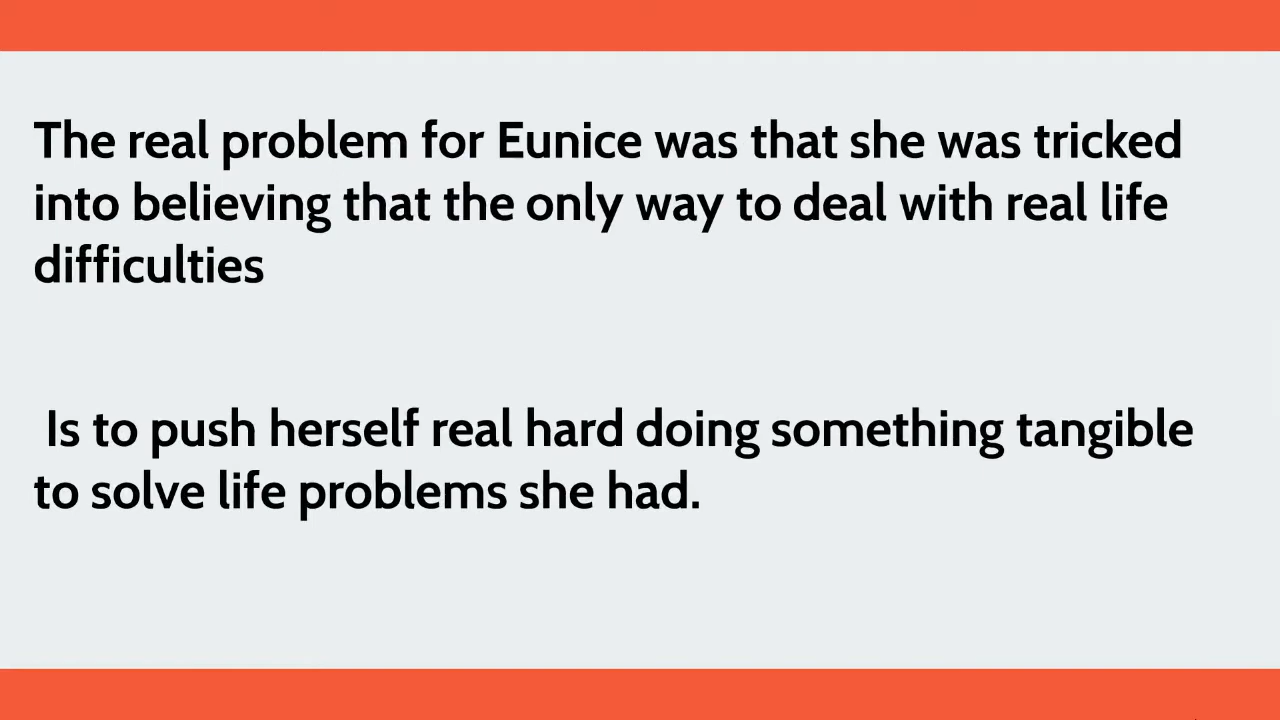 The real problem for Eunice was that she was tricked
into believing that the only way to deal with real life
difficulties
Is to push herself real hard doing something tangible
to solve life problems she had.